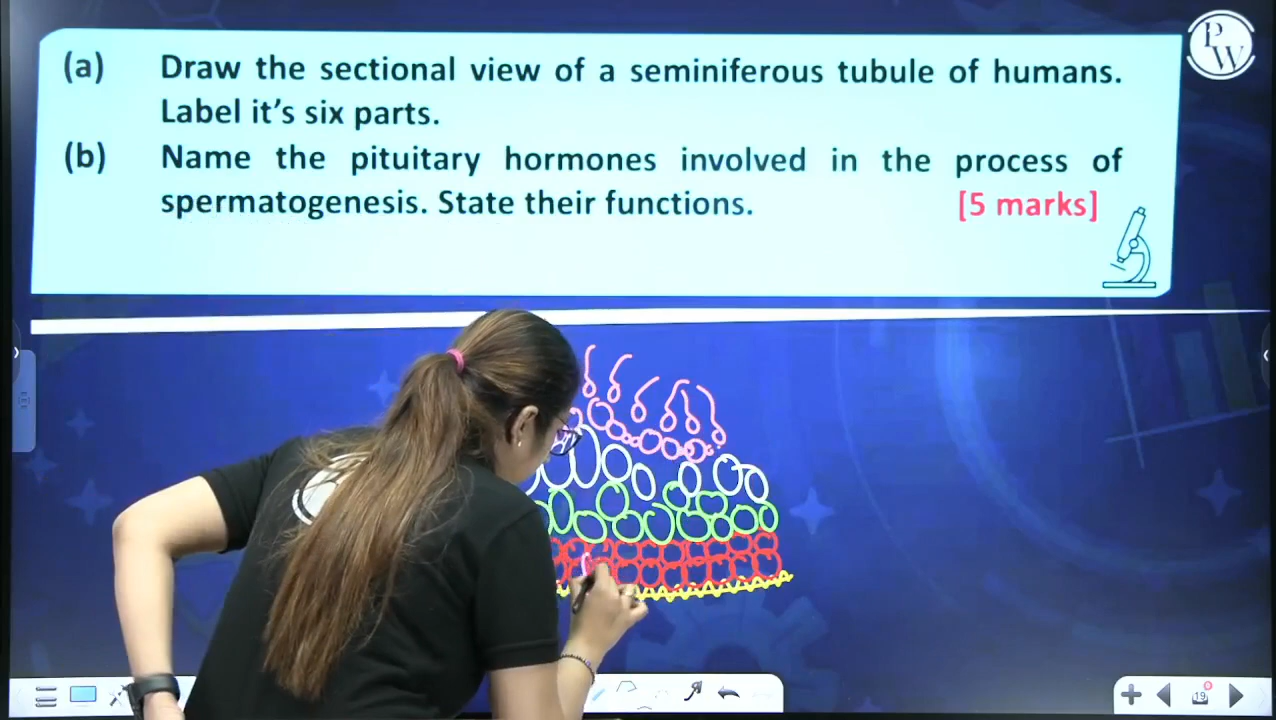 P
W
(a) Draw the sectional view of a seminiferous tubule of humans.
Label it's six parts.
(b) Name the pituitary hormones involved in the process of
spermatogenesis. State their functions. [5 marks]
19